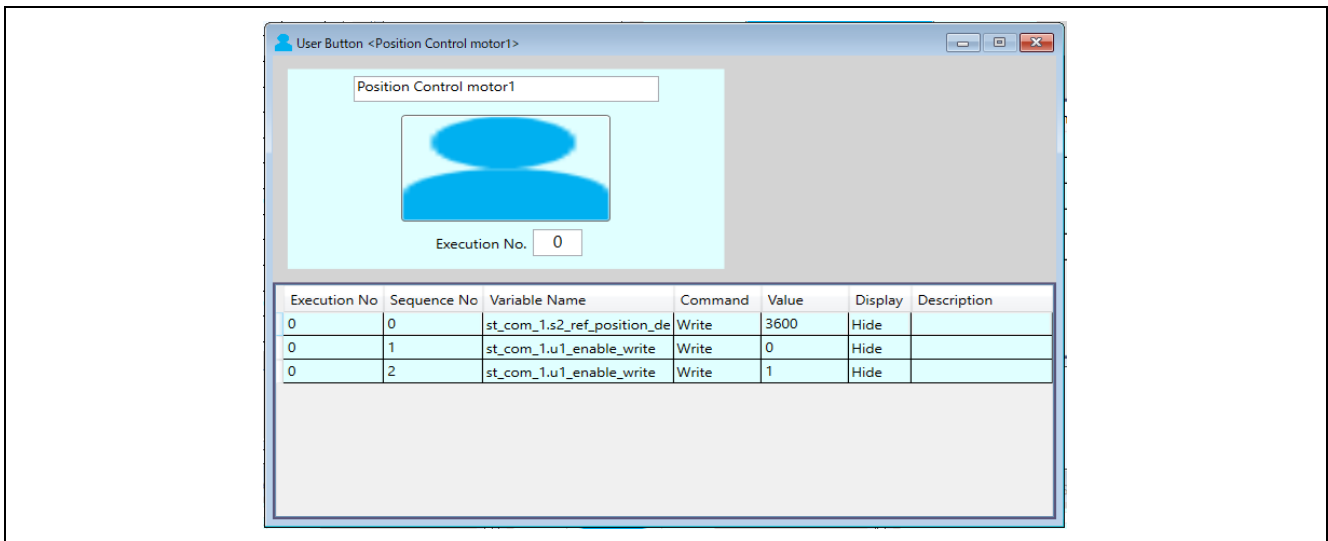 User Button <Position Control motor1>
Position Control motor1
Execution No. 0
Execution No Sequence No Variable Name Command Value Display Description
0 0 st_com_1.s2_ref_position_de Write 3600 Hide
0 1 st_com_1.u1_enable_write Write 0 Hide
0 2 st_com_1.u1_enable_write Write 1 Hide